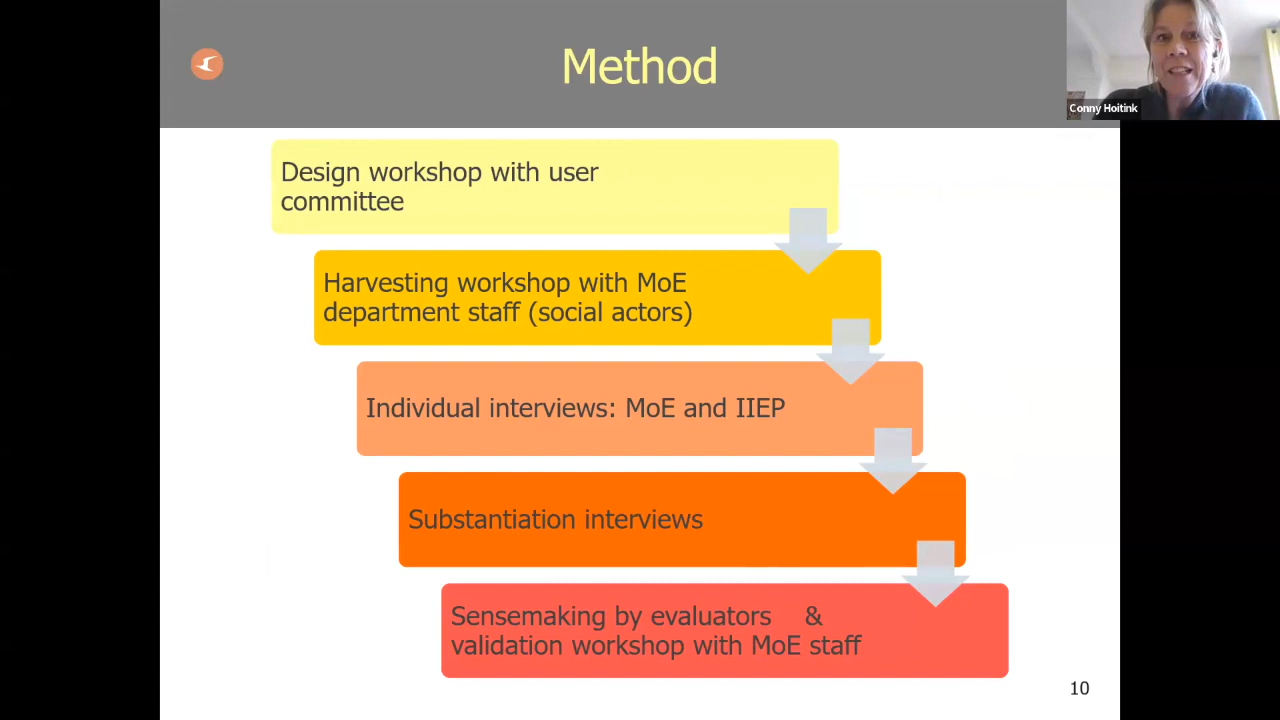 Method
Conny Hoitink
Design workshop with user
committee
Harvesting workshop with MoE
department staff (social actors)
Individual interviews: MoE and IIEP
Substantiation interviews
Sensemaking by evaluators &
validation workshop with MoE staff
10